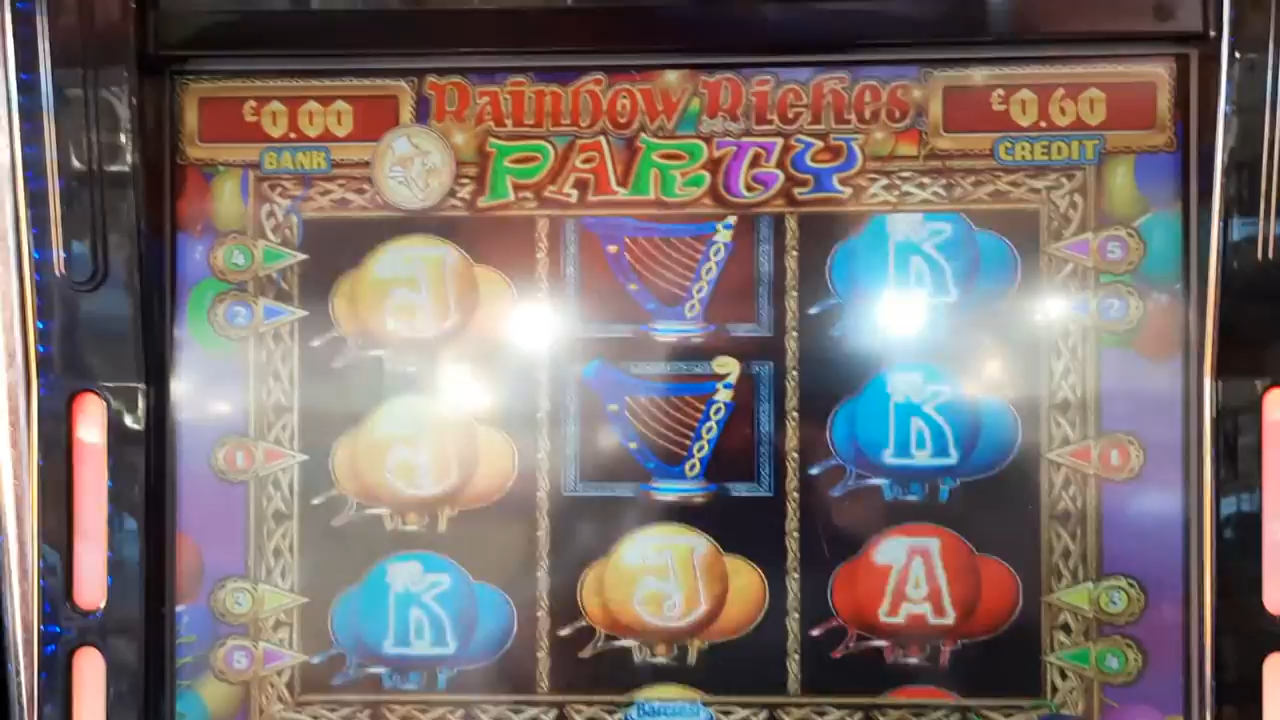 £0.00
BANK
Rainbow Riches
PARTY
£0.60
CREDIT
4
J
K
5
2
2
1
J
K
1
3
K
J
A
3
5
4
Barcrest